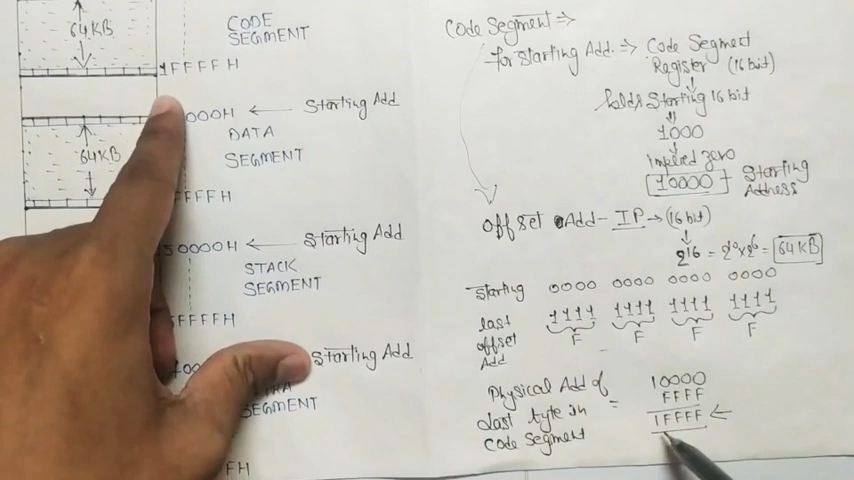 64KB
CODE
SEGMENT
1FFFF H
0000H ← Starting Add
DATA
SEGMENT
64KB
FFFFH
50000H ← Starting Add
STACK
SEGMENT
5FFFFH
Starting Add
SEGMENT
FH
Code Segment ⇒
for Starting Add. ⇒ Code Segment
Register (16 bit)
holds Starting 16 bit
1000
implied zero
10000 → Starting
Address
offset Add - IP → (16 bit)
2^16 = 2^10 x 2^6 = 64KB
Starting 0000 0000 0000 0000
last 1111 1111 1111 1111
offset F F F F
Add
Physical Add of 10000
last byte in = FFFF
Code Segment 1FFFF ←